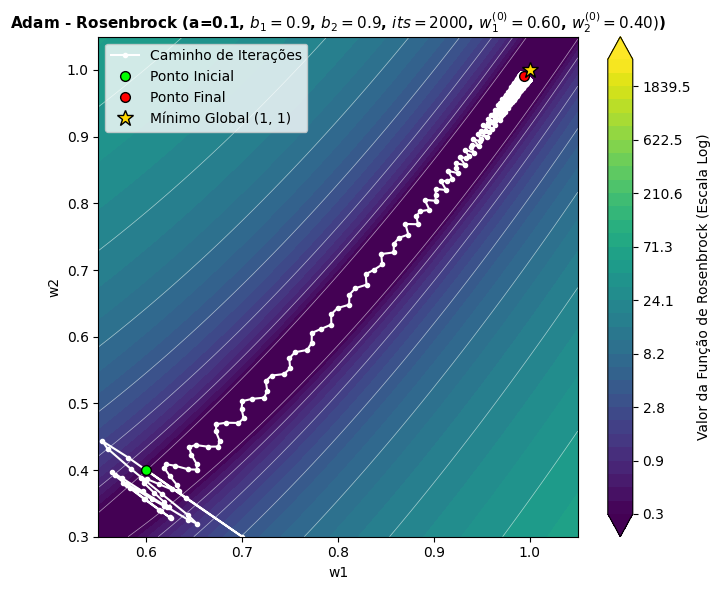 Adam - Rosenbrock (a=0.1, b₁ = 0.9, b₂ = 0.9, its = 2000, w₁⁽⁰⁾ = 0.60, w₂⁽⁰⁾ = 0.40))
Caminho de Iterações
Ponto Inicial
Ponto Final
Mínimo Global (1, 1)
1.0
0.9
0.8
0.7
0.6
0.5
0.4
0.3
w2
0.6 0.7 0.8 0.9 1.0
w1
1839.5
622.5
210.6
71.3
24.1
8.2
2.8
0.9
0.3
Valor da Função de Rosenbrock (Escala Log)